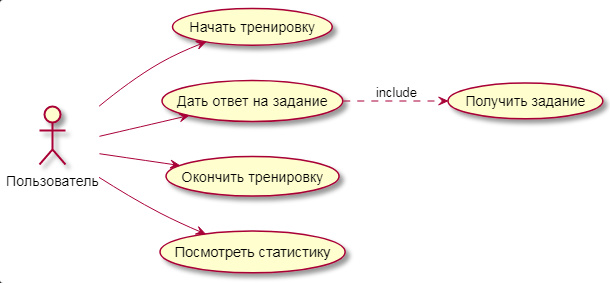 Начать тренировку
Дать ответ на задание
include
Получить задание
Пользователь
Окончить тренировку
Посмотреть статистику